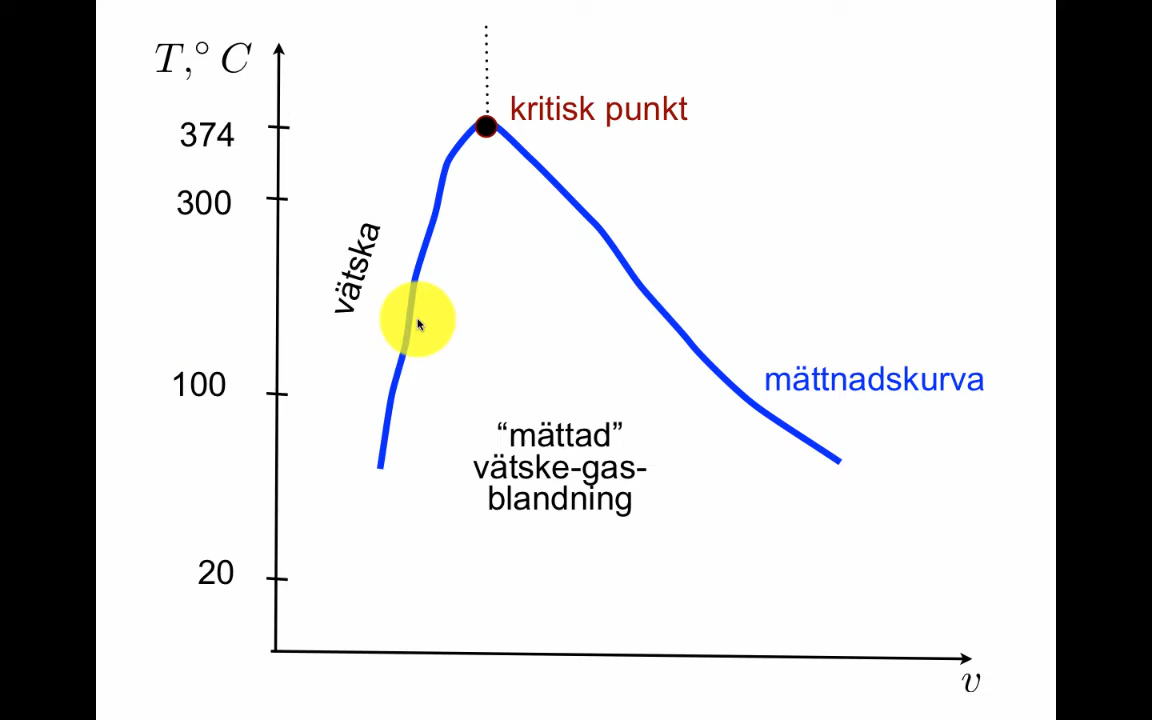 T,° C
kritisk punkt
374
300
vätska
100
mättnadskurva
“mättad”
vätske-gas-
blandning
20
v